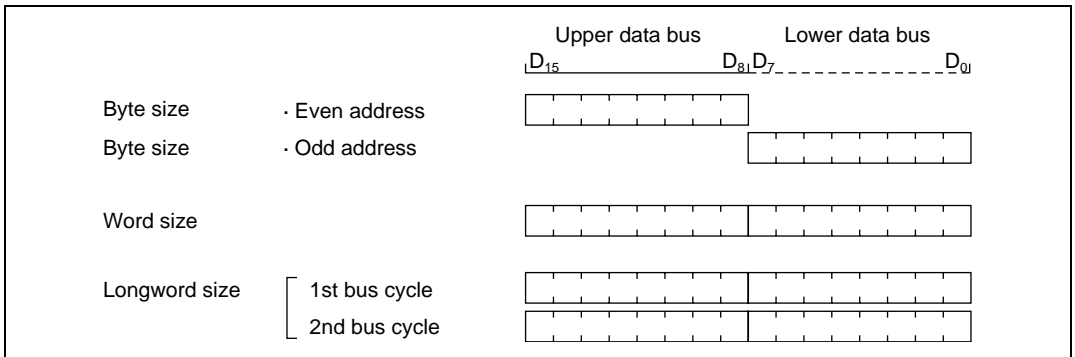 Upper data bus Lower data bus
D15 D8 D7 D0
Byte size · Even address
Byte size · Odd address
Word size
Longword size 1st bus cycle
2nd bus cycle